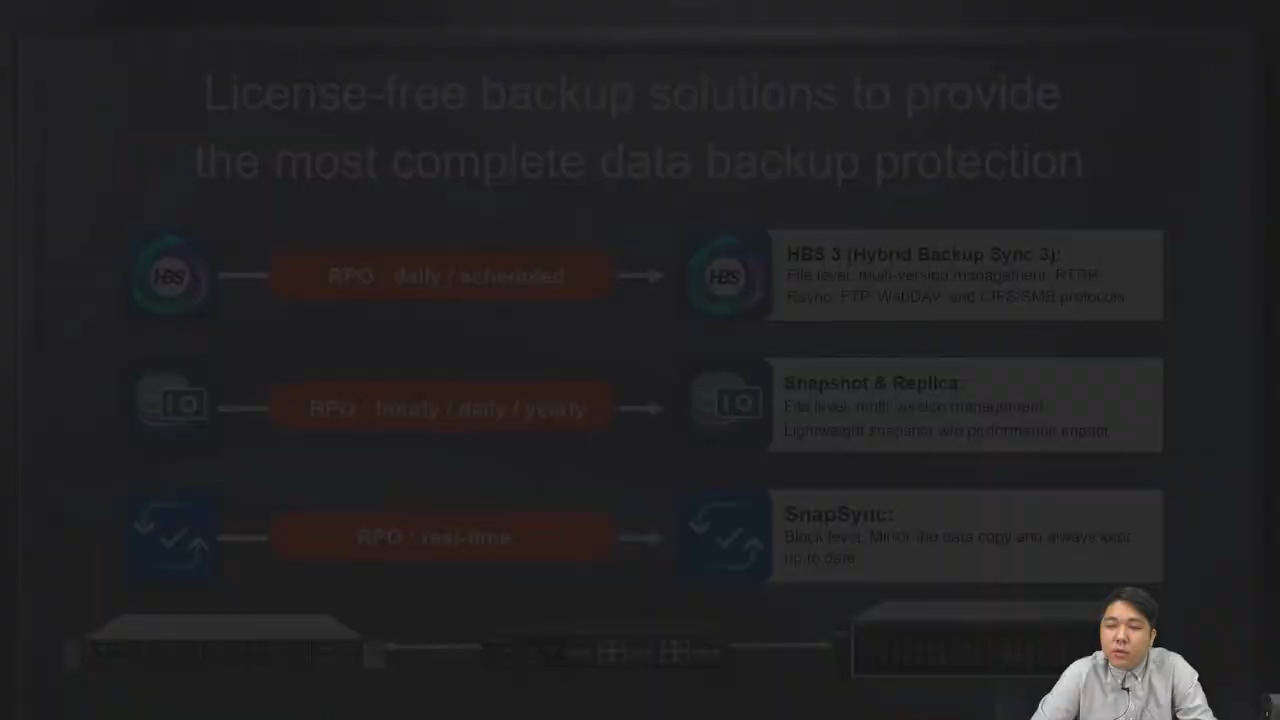 License-free backup solutions to provide
the most complete data backup protection
HBS
RPO : daily / scheduled
HBS
HBS 3 (Hybrid Backup Sync 3):
File level, multi-version management, RTRR,
Rsync, FTP, WebDAV, and CIFS/SMB protocols
RPO : hourly / daily / yearly
Snapshot & Replica:
File level, multi version management
Lightweight snapshot w/o performance impact
RPO : real-time
SnapSync:
Block level, Mirror the data copy and always kept
up to date